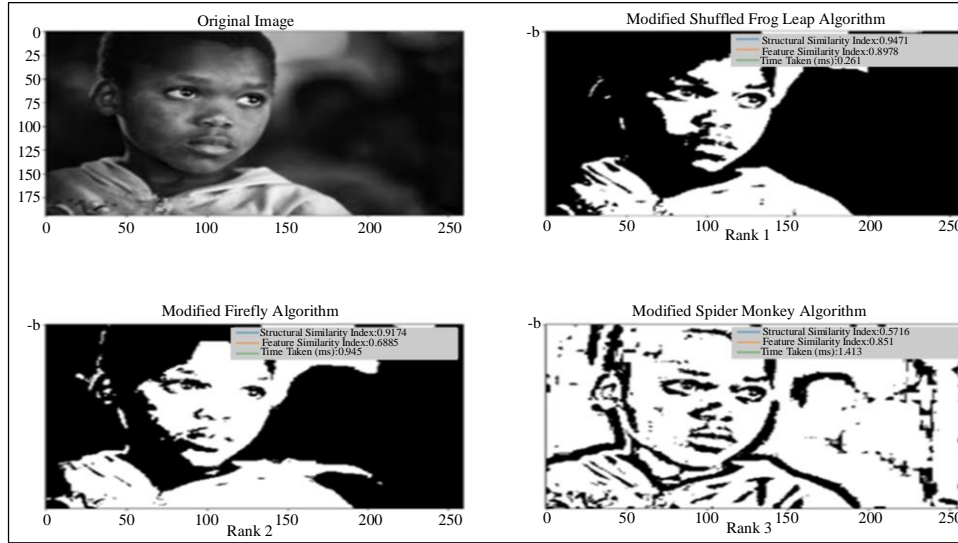 Original Image
0
25
50
75
100
125
150
175
0 50 100 150 200 250
Modified Shuffled Frog Leap Algorithm
-b
Structural Similarity Index:0.9471
Feature Similarity Index:0.8978
Time Taken (ms):0.261
0 50 100 150 200 250
Rank 1
Modified Firefly Algorithm
-b
Structural Similarity Index:0.9174
Feature Similarity Index:0.6885
Time Taken (ms):0.945
0 50 100 150 200 250
Rank 2
Modified Spider Monkey Algorithm
-b
Structural Similarity Index:0.5716
Feature Similarity Index:0.851
Time Taken (ms):1.413
0 50 100 150 200 250
Rank 3